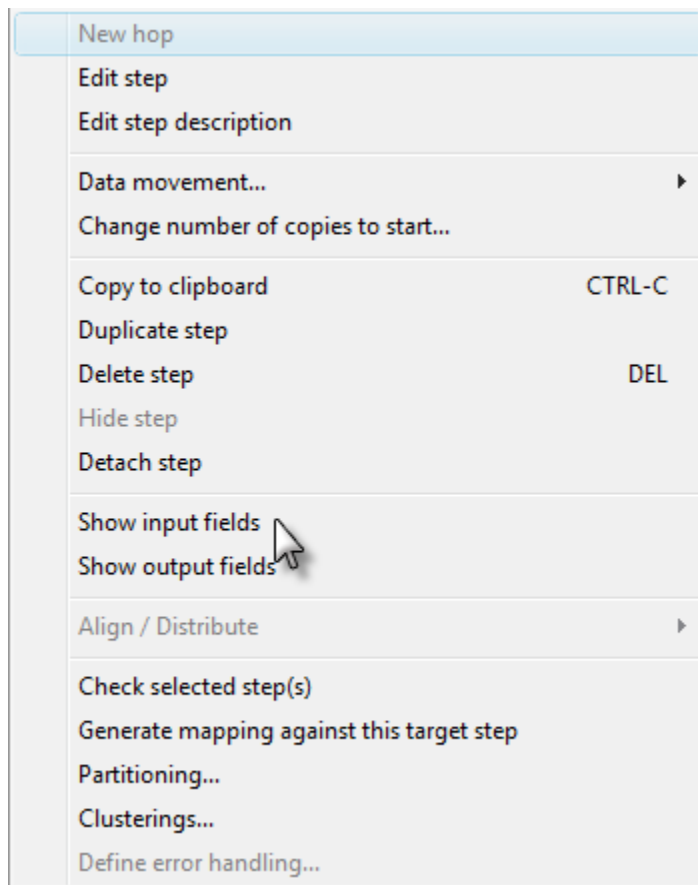 New hop
Edit step
Edit step description
Data movement...
Change number of copies to start...
Copy to clipboard CTRL-C
Duplicate step
Delete step DEL
Hide step
Detach step
Show input fields
Show output fields
Align / Distribute
Check selected step(s)
Generate mapping against this target step
Partitioning...
Clusterings...
Define error handling...